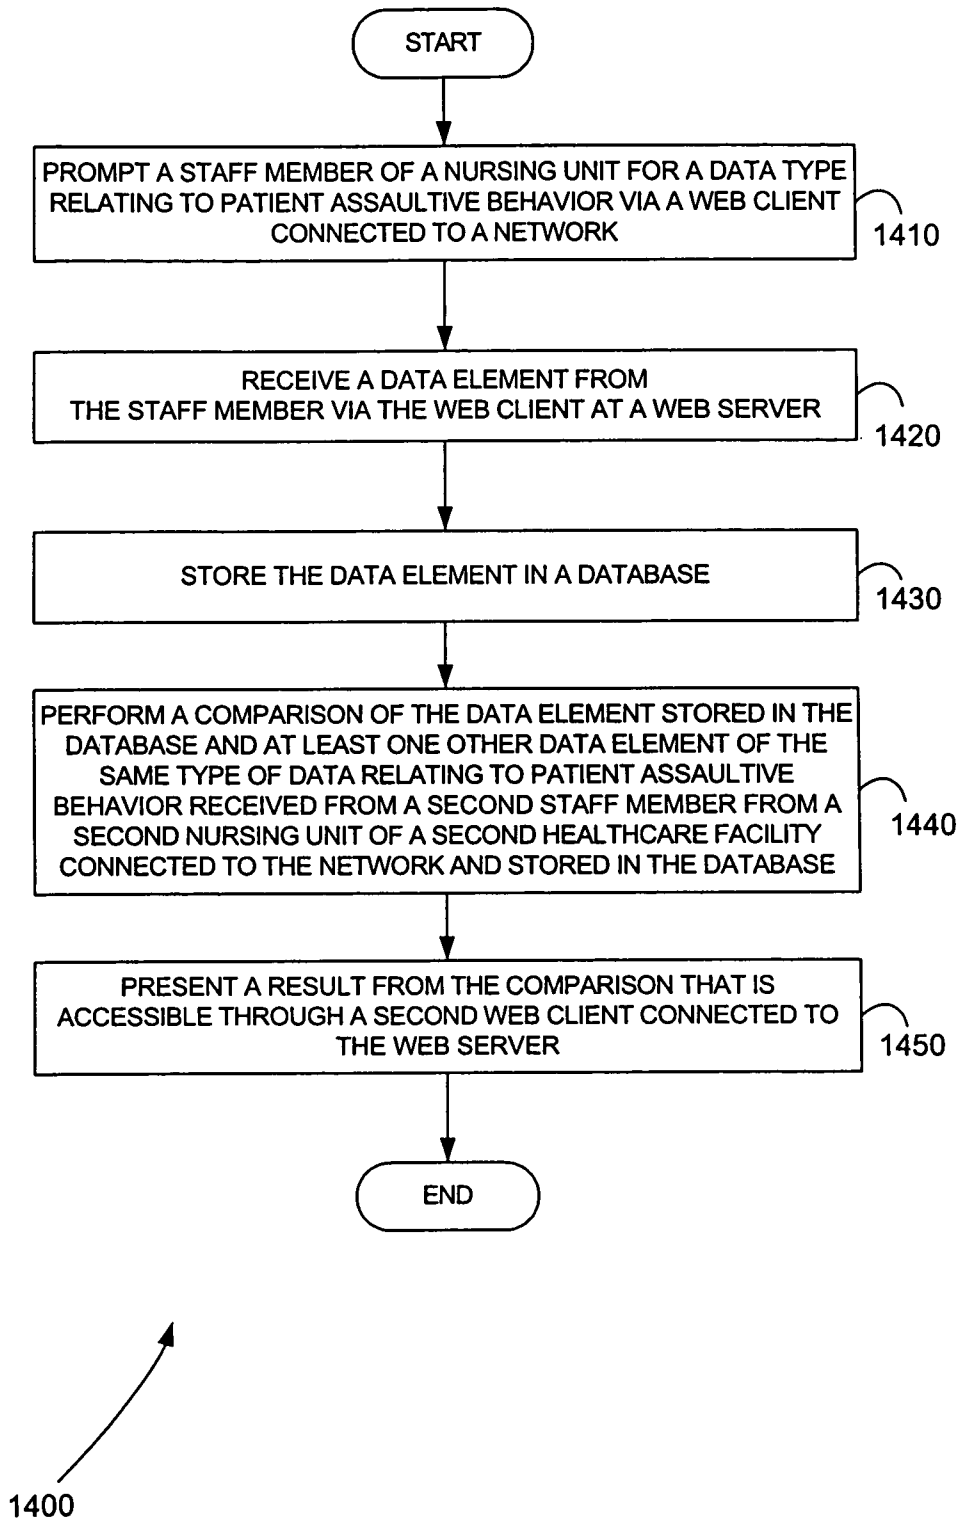 START
PROMPT A STAFF MEMBER OF A NURSING UNIT FOR A DATA TYPE
RELATING TO PATIENT ASSAULTIVE BEHAVIOR VIA A WEB CLIENT
CONNECTED TO A NETWORK
1410
RECEIVE A DATA ELEMENT FROM
THE STAFF MEMBER VIA THE WEB CLIENT AT A WEB SERVER
1420
STORE THE DATA ELEMENT IN A DATABASE
1430
PERFORM A COMPARISON OF THE DATA ELEMENT STORED IN THE
DATABASE AND AT LEAST ONE OTHER DATA ELEMENT OF THE
SAME TYPE OF DATA RELATING TO PATIENT ASSAULTIVE
BEHAVIOR RECEIVED FROM A SECOND STAFF MEMBER FROM A
SECOND NURSING UNIT OF A SECOND HEALTHCARE FACILITY
CONNECTED TO THE NETWORK AND STORED IN THE DATABASE
1440
PRESENT A RESULT FROM THE COMPARISON THAT IS
ACCESSIBLE THROUGH A SECOND WEB CLIENT CONNECTED TO
THE WEB SERVER
1450
END
1400